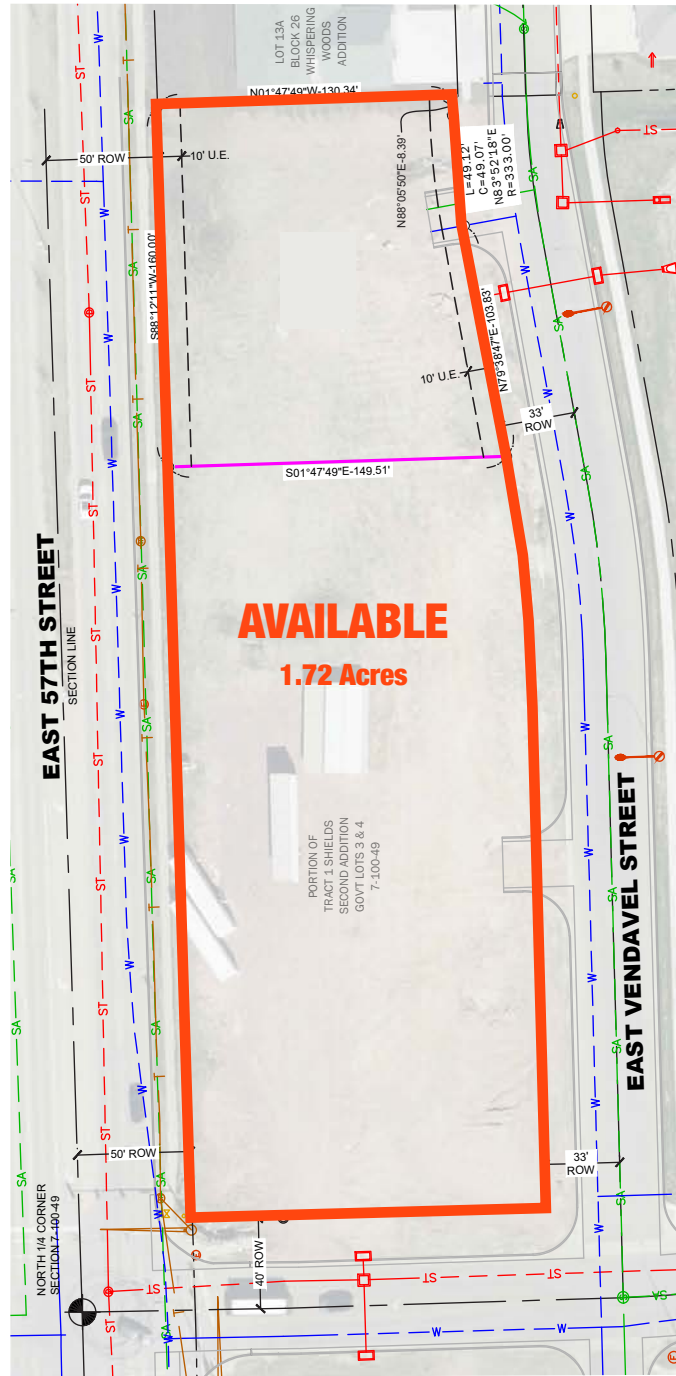 LOT 13A
BLOCK 26
WHISPERING
WOODS
ADDITION
N01°47'49"W-130.34'
50' ROW
10' U.E.
N88°05'50"E-8.39'
L=49.12'
C=49.07'
N83°52'18"E
R=333.00'
S88°12'11"W-160.00'
N79°38'47"E-103.83'
10' U.E.
33'
ROW
S01°47'49"E-149.51'
EAST 57TH STREET
SECTION LINE
AVAILABLE
1.72 Acres
PORTION OF
TRACT 1 SHIELDS
SECOND ADDITION
GOVT LOTS 3 & 4
7-100-49
EAST VENDAVEL STREET
50' ROW
33'
ROW
40' ROW
NORTH 1/4 CORNER
SECTION 7-100-49
ST
SA
W
T